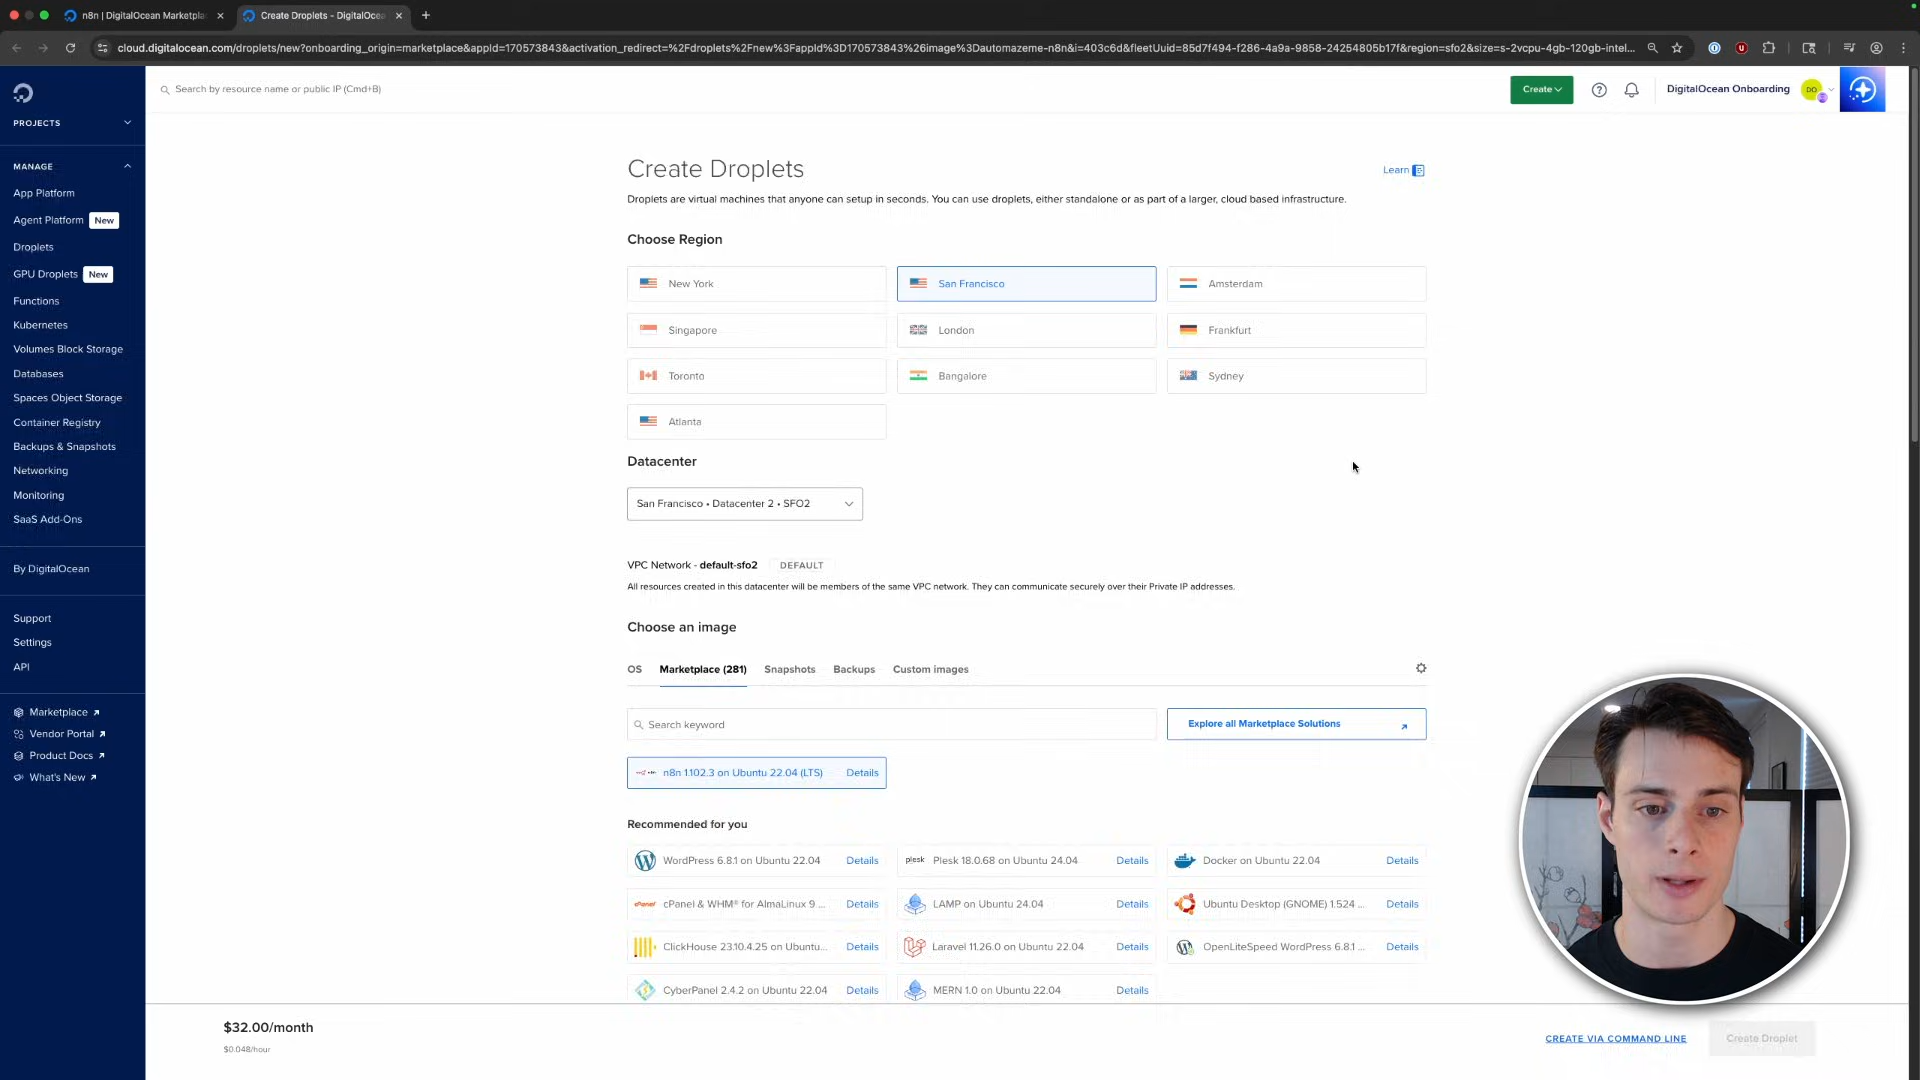 n8n | DigitalOcean Marketpla
Create Droplets - DigitalOcea
cloud.digitalocean.com/droplets/new?onboarding_origin=marketplace&appId=170573843&activation_redirect=%2Fdroplets%2Fnew%3FappId%3D170573843%26image%3Dautomazeme-n8n&i=403c6d&fleetUuid=85d7f494-f286-4a9a-9858-24254805b17f&region=sfo2&size=s-2vcpu-4gb-120gb-intel...
Search by resource name or public IP (Cmd+B)
Create
DigitalOcean Onboarding
DO
PROJECTS
MANAGE
App Platform
Agent Platform New
Droplets
GPU Droplets New
Functions
Kubernetes
Volumes Block Storage
Databases
Spaces Object Storage
Container Registry
Backups & Snapshots
Networking
Monitoring
SaaS Add-Ons
By DigitalOcean
Support
Settings
API
Marketplace
Vendor Portal
Product Docs
What's New
Create Droplets
Learn
Droplets are virtual machines that anyone can setup in seconds. You can use droplets, either standalone or as part of a larger, cloud based infrastructure.
Choose Region
New York
San Francisco
Amsterdam
Singapore
London
Frankfurt
Toronto
Bangalore
Sydney
Atlanta
Datacenter
San Francisco • Datacenter 2 • SFO2
VPC Network - default-sfo2 DEFAULT
All resources created in this datacenter will be members of the same VPC network. They can communicate securely over their Private IP addresses.
Choose an image
OS Marketplace (281) Snapshots Backups Custom images
Search keyword
Explore all Marketplace Solutions
n8n 1.102.3 on Ubuntu 22.04 (LTS) Details
Recommended for you
WordPress 6.8.1 on Ubuntu 22.04 Details
plesk Plesk 18.0.68 on Ubuntu 24.04 Details
Docker on Ubuntu 22.04 Details
cPanel cPanel & WHM® for AlmaLinux 9 ... Details
LAMP on Ubuntu 24.04 Details
Ubuntu Desktop (GNOME) 1.524 ... Details
ClickHouse 23.10.4.25 on Ubuntu... Details
Laravel 11.26.0 on Ubuntu 22.04 Details
OpenLiteSpeed WordPress 6.8.1 ... Details
CyberPanel 2.4.2 on Ubuntu 22.04 Details
MERN 1.0 on Ubuntu 22.04 Details
$32.00/month
$0.048/hour
CREATE VIA COMMAND LINE
Create Droplet